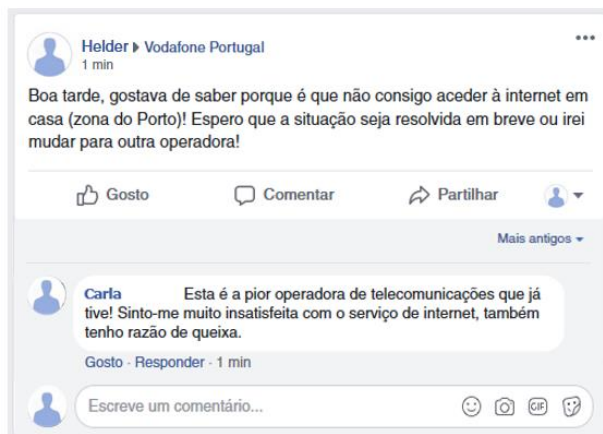 Helder ▸ Vodafone Portugal
1 min
Boa tarde, gostava de saber porque é que não consigo aceder à internet em
casa (zona do Porto)! Espero que a situação seja resolvida em breve ou irei
mudar para outra operadora!
Gosto Comentar Partilhar
Mais antigos
Carla Esta é a pior operadora de telecomunicações que já
tive! Sinto-me muito insatisfeita com o serviço de internet, também
tenho razão de queixa.
Gosto · Responder · 1 min
Escreve um comentário... GIF